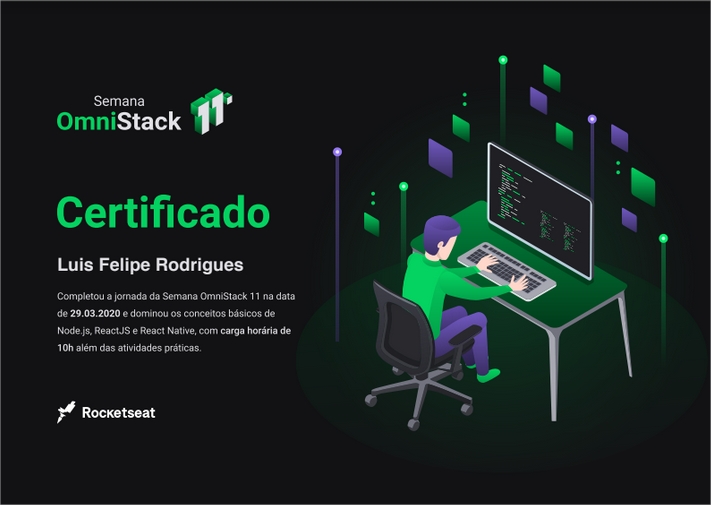 Semana
OmniStack 11
Certificado
Luis Felipe Rodrigues
Completou a jornada da Semana OmniStack 11 na data
de 29.03.2020 e dominou os conceitos básicos de
Node.js, ReactJS e React Native, com carga horária de
10h além das atividades práticas.
Rocketseat